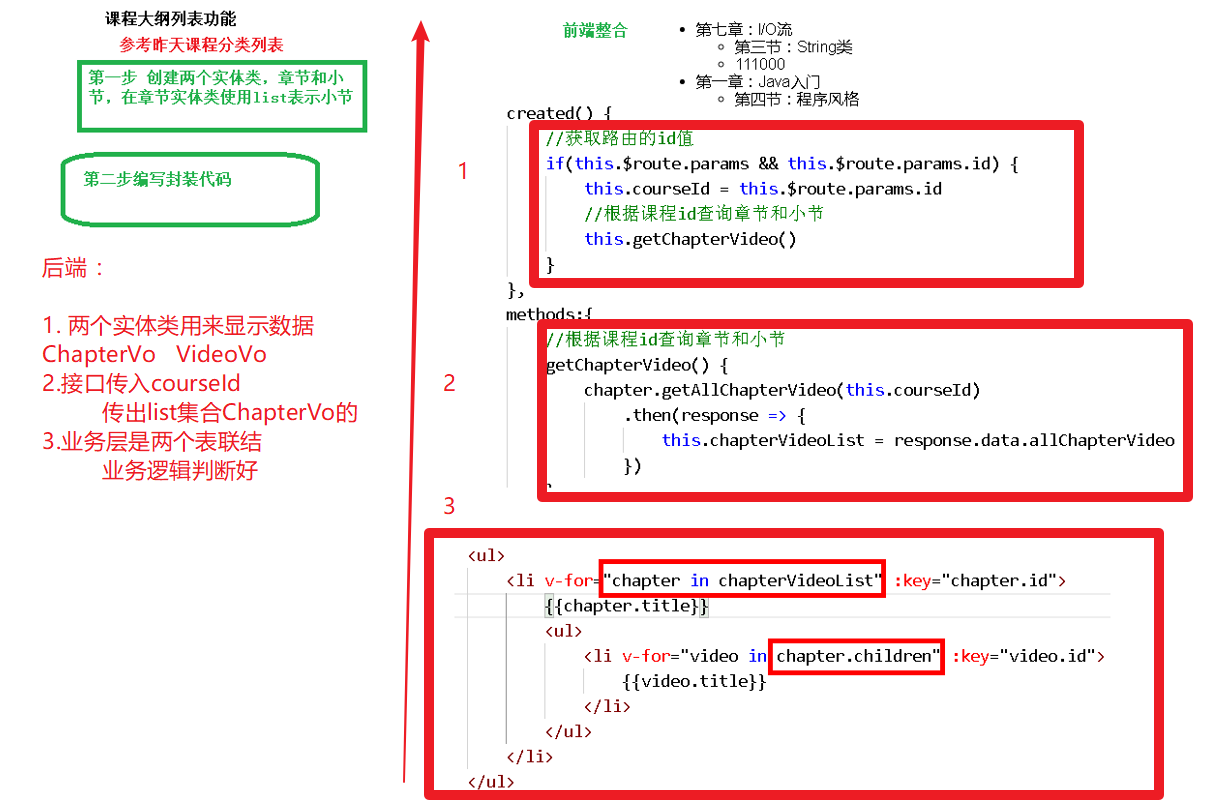 课程大纲列表功能
参考昨天课程分类列表
第一步 创建两个实体类，章节和小
节，在章节实体类使用list表示小节
第二步编写封装代码
后端：
1. 两个实体类用来显示数据
ChapterVo VideoVo
2.接口传入courseId
传出list集合ChapterVo的
3.业务层是两个表联结
业务逻辑判断好
前端整合
• 第七章：I/O流
○ 第三节：String类
○ 111000
• 第一章：Java入门
○ 第四节：程序风格
created() {
1
//获取路由的id值
if(this.$route.params && this.$route.params.id) {
this.courseId = this.$route.params.id
//根据课程id查询章节和小节
this.getChapterVideo()
}
},
methods:{
2
//根据课程id查询章节和小节
getChapterVideo() {
chapter.getAllChapterVideo(this.courseId)
.then(response => {
this.chapterVideoList = response.data.allChapterVideo
})
3
<ul>
<li v-for="chapter in chapterVideoList" :key="chapter.id">
{{chapter.title}}
<ul>
<li v-for="video in chapter.children" :key="video.id">
{{video.title}}
</li>
</ul>
</li>
</ul>